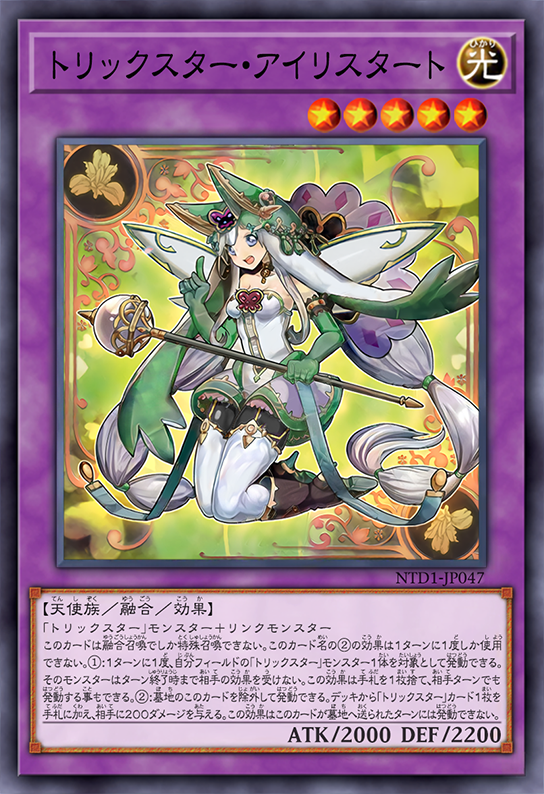 トリックスター・アイリスタート
光
NTD1-JP047
【天使族／融合／効果】
「トリックスター」モンスター＋リンクモンスター
このカードは融合召喚でしか特殊召喚できない。このカード名の②の効果は1ターンに1度しか使用
できない。①：1ターンに1度、自分フィールドの「トリックスター」モンスター1体を対象として発動できる。
そのモンスターはターン終了時まで相手の効果を受けない。この効果は手札を1枚捨て、相手ターンでも
発動する事もできる。②：墓地のこのカードを除外して発動できる。デッキから「トリックスター」カード1枚を
手札に加え、相手に200ダメージを与える。この効果はこのカードが墓地へ送られたターンには発動できない。
ATK/2000 DEF/2200